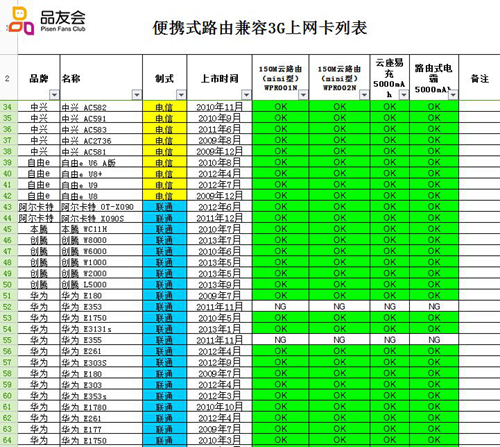 品友会
Pisen Fans Club
便携式路由兼容3G上网卡列表
2 品牌 名称 制式 上市时间 150M云路由(mini型)WPR001N 150M云路由(mini型)WPR002N 云座易充5000mAh 路由式电霸5000mAh 备注
34 中兴 中兴 AC582 电信 2010年11月 OK OK OK OK
35 中兴 中兴 AC591 电信 2010年9月 OK OK OK OK
36 中兴 中兴 AC583 电信 2011年6月 OK OK OK OK
37 中兴 中兴 AC2736 电信 2009年8月 OK OK OK OK
38 中兴 中兴 AC581 电信 2009年12月 OK OK OK OK
39 自由e 自由e U6 A版 电信 2010年8月 OK OK OK OK
40 自由e 自由e U8+ 电信 2012年4月 OK OK OK OK
41 自由e 自由e U9 电信 2012年7月 OK OK OK OK
42 自由e 自由e U8 电信 2009年12月 OK OK OK OK
43 阿尔卡特 阿尔卡特 OT-X090 联通 2012年6月 OK OK OK OK
44 阿尔卡特 阿尔卡特 X090S 联通 2011年12月 OK OK OK OK
45 本腾 本腾 WC11H 联通 2010年7月 OK OK OK OK
46 创腾 创腾 W8000 联通 2013年7月 OK OK OK OK
47 创腾 创腾 W6000 联通 2010年6月 OK OK OK OK
48 创腾 创腾 W1000 联通 2013年2月 OK OK OK OK
49 创腾 创腾 W2000 联通 2013年5月 OK OK OK OK
50 创腾 创腾 L5000 联通 2013年9月 OK OK OK OK
51 华为 华为 E180 联通 2009年7月 OK OK OK OK
52 华为 华为 E353 联通 2011年11月 NG NG NG NG
53 华为 华为 E1750 联通 2010年5月 OK OK OK OK
54 华为 华为 E3131s 联通 2013年1月 OK OK OK OK
55 华为 华为 E355 联通 2011年11月 NG NG NG NG
56 华为 华为 E261 联通 2012年4月 OK OK OK OK
57 华为 华为 E303S 联通 2012年9月 OK OK OK OK
58 华为 华为 E180 联通 2009年7月 OK OK OK OK
59 华为 华为 E303 联通 2012年4月 OK OK OK OK
60 华为 华为 E353s 联通 2012年3月 OK OK OK OK
61 华为 华为 E1780 联通 2010年10月 OK OK OK OK
62 华为 华为 E261 联通 2012年4月 OK OK OK OK
63 华为 华为 E177 联通 2009年7月 OK OK OK OK
64 华为 华为 E1750 联通 2010年3月 OK OK OK OK